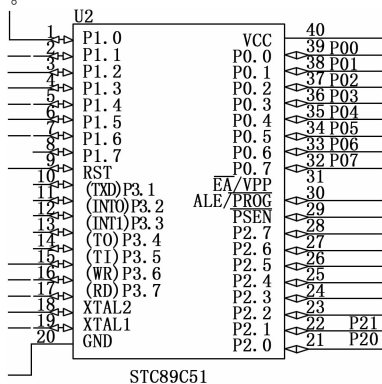 U2
1 P1.0
2 P1.1
3 P1.2
4 P1.3
5 P1.4
6 P1.5
7 P1.6
8 P1.7
9 RST
10 (TXD)P3.1
11 (INT0)P3.2
12 (INT1)P3.3
13 (TO)P3.4
14 (TI)P3.5
15 (WR)P3.6
16 (RD)P3.7
17 XTAL2
18 XTAL1
19 GND
20
VCC 40
P0.0 39 P00
P0.1 38 P01
P0.2 37 P02
P0.3 36 P03
P0.4 35 P04
P0.5 34 P05
P0.6 33 P06
P0.7 32 P07
EA/VPP 31
ALE/PROG 30
PSEN 29
P2.7 28
P2.6 27
P2.5 26
P2.4 25
P2.3 24
P2.2 23
P2.1 22 P21
P2.0 21 P20
STC89C51